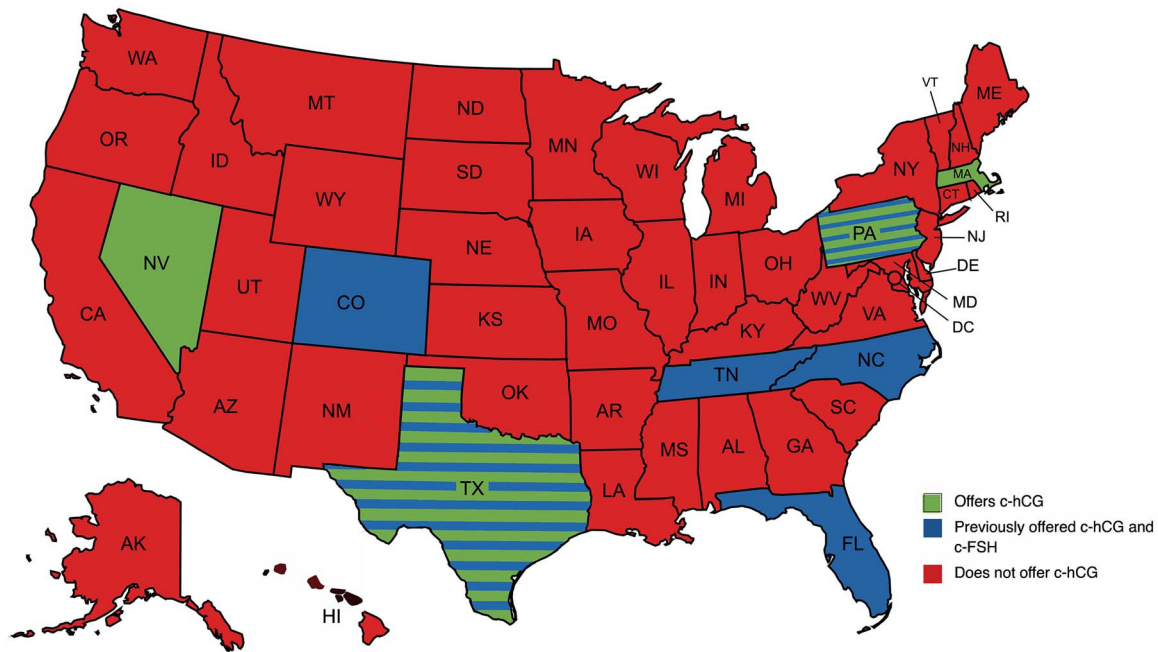 WA
OR
CA
NV
ID
MT
WY
UT
CO
AZ
NM
ND
SD
NE
KS
OK
TX
MN
IA
MO
AR
LA
WI
IL
MI
IN
OH
KY
TN
MS
AL
GA
FL
SC
NC
VA
WV
PA
NY
VT
NH
ME
MA
CT
RI
NJ
DE
MD
DC
AK
HI
Offers c-hCG
Previously offered c-hCG and
c-FSH
Does not offer c-hCG